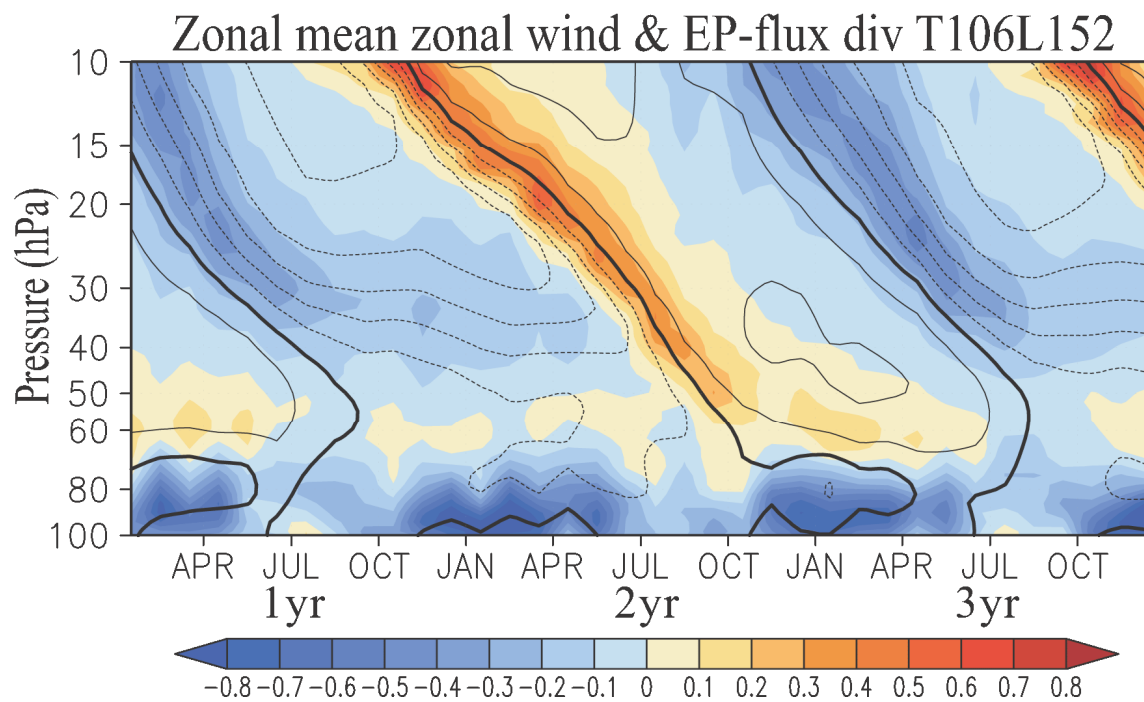 Zonal mean zonal wind & EP-flux div T106L152
Pressure (hPa)
10
15
20
30
40
50
60
80
100
APR JUL OCT JAN APR JUL OCT JAN APR JUL OCT
1yr 2yr 3yr
−0.8 −0.7 −0.6 −0.5 −0.4 −0.3 −0.2 −0.1 0 0.1 0.2 0.3 0.4 0.5 0.6 0.7 0.8